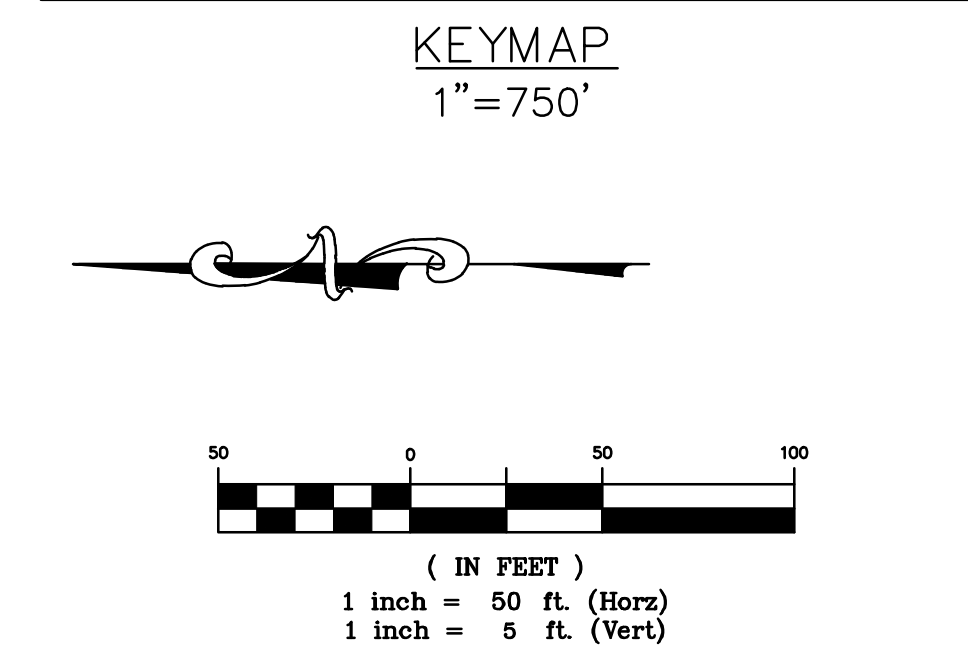 KEYMAP
1”=750’
N
50 0 50 100
( IN FEET )
1 inch = 50 ft. (Horz)
1 inch = 5 ft. (Vert)